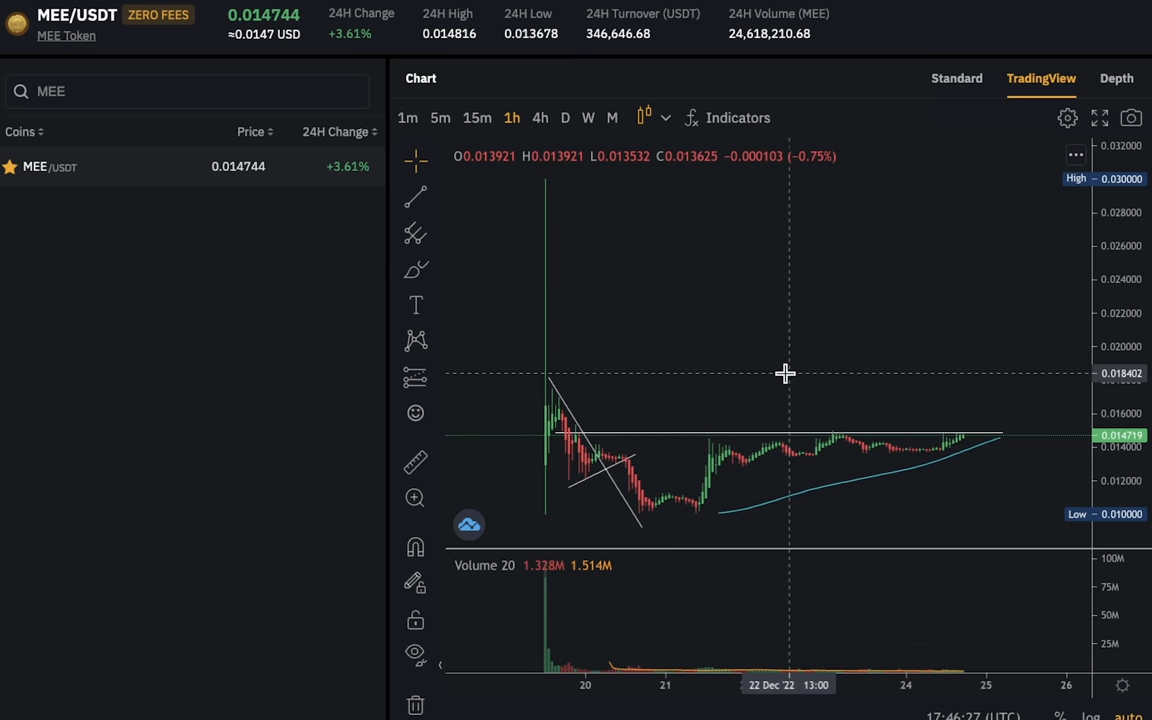 MEE/USDT ZERO FEES 0.014744 24H Change 24H High 24H Low 24H Turnover (USDT) 24H Volume (MEE)
MEE Token ≈0.0147 USD +3.61% 0.014816 0.013678 346,646.68 24,618,210.68
Chart Standard TradingView Depth
MEE
1m 5m 15m 1h 4h D W M Indicators
Coins Price 24H Change
MEE/USDT 0.014744 +3.61%
O0.013921 H0.013921 L0.013532 C0.013625 −0.000103 (−0.75%)
0.032000
High 0.030000
0.028000
0.026000
0.024000
0.022000
0.020000
0.018402
0.016000
0.014719
0.014000
0.012000
Low 0.010000
Volume 20 1.328M 1.514M
100M
75M
50M
25M
20 21 22 Dec '22 13:00 24 25 26
17:46:27 (UTC) % log auto